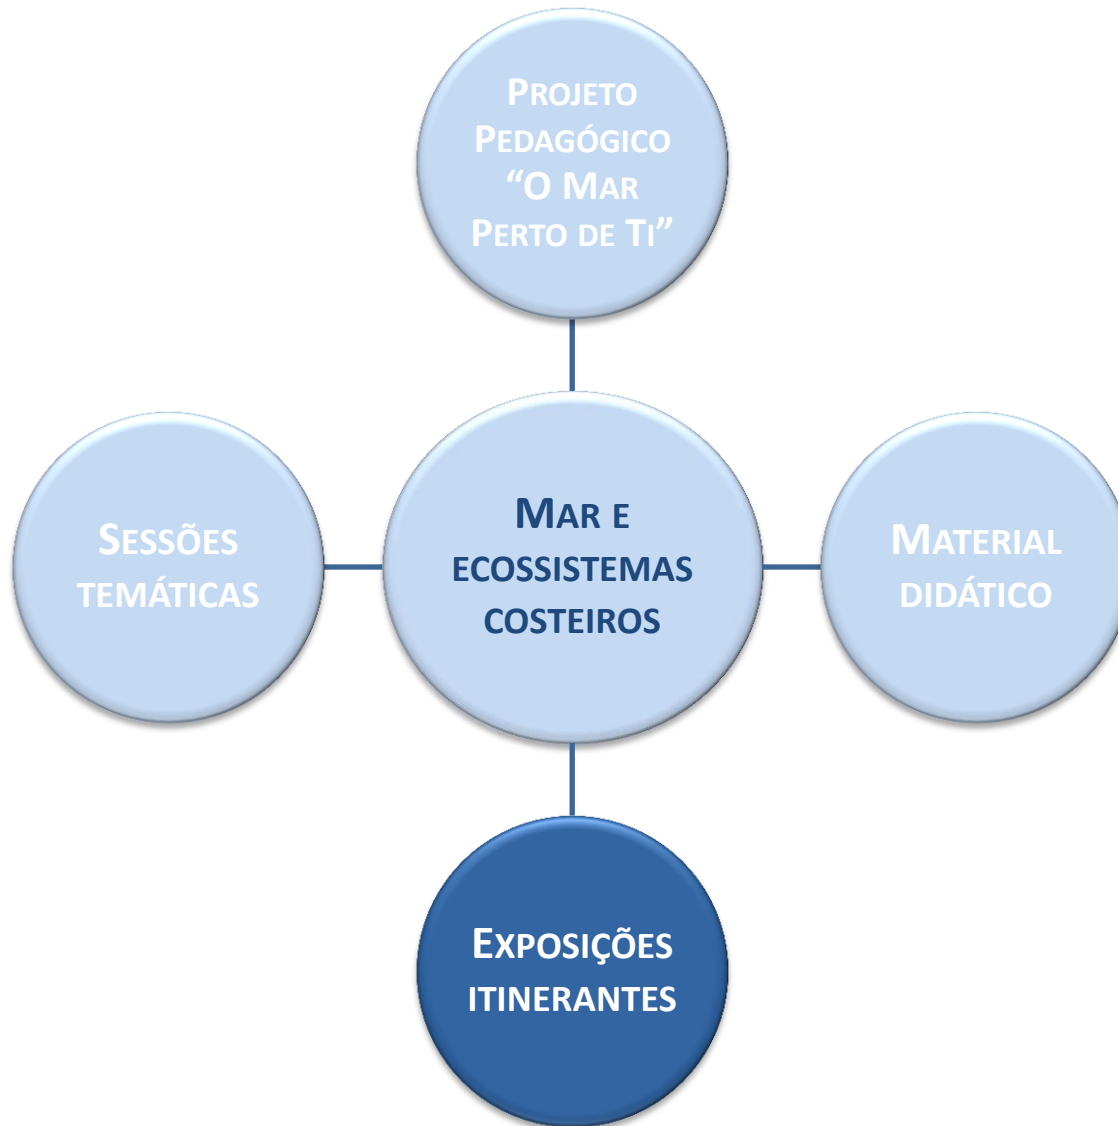 PROJETO
PEDAGÓGICO
“O MAR
PERTO DE TI”
SESSÕES
TEMÁTICAS
MAR E
ECOSSISTEMAS
COSTEIROS
MATERIAL
DIDÁTICO
EXPOSIÇÕES
ITINERANTES